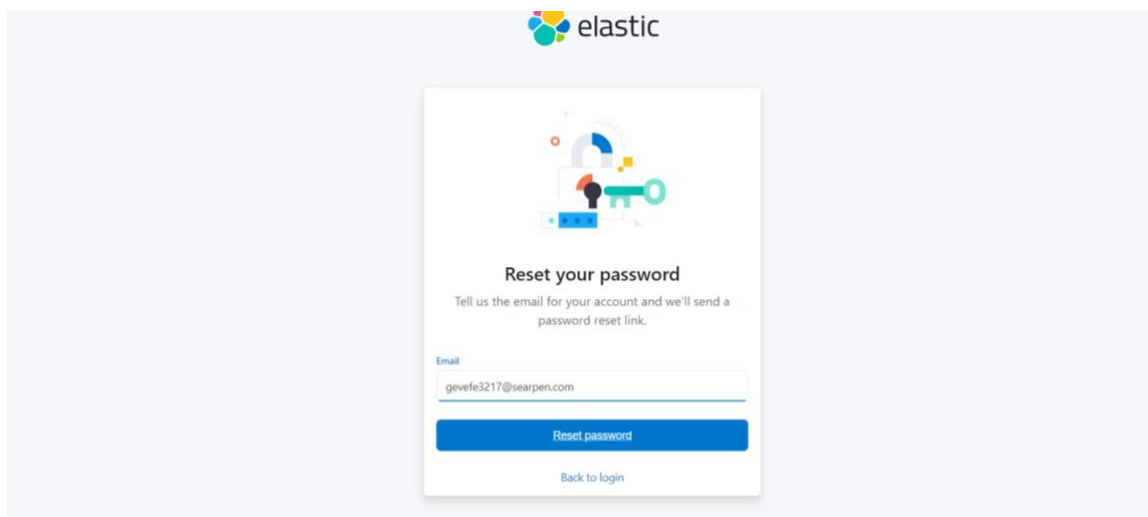 elastic
Reset your password
Tell us the email for your account and we'll send a
password reset link.
Email
gevefe3217@searpen.com
Reset password
Back to login